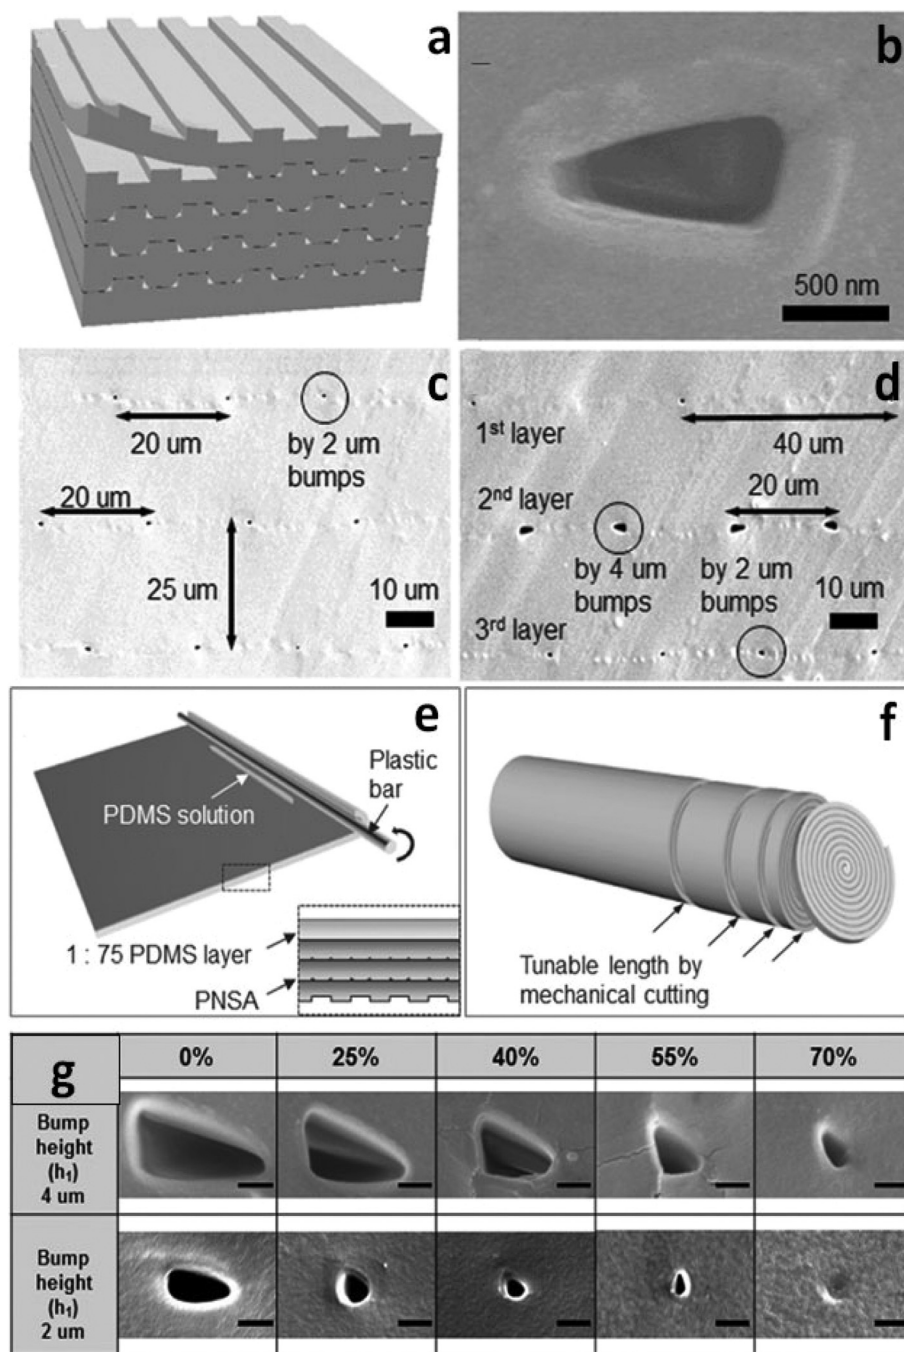 a
b
500 nm
c
20 um
by 2 um
bumps
20 um
25 um
10 um
d
1st layer
40 um
2nd layer
20 um
by 4 um
bumps
by 2 um
bumps
10 um
3rd layer
e
Plastic
bar
PDMS solution
1 : 75 PDMS layer
PNSA
f
Tunable length by
mechanical cutting
g
0%
25%
40%
55%
70%
Bump
height
(h₁)
4 um
Bump
height
(h₁)
2 um